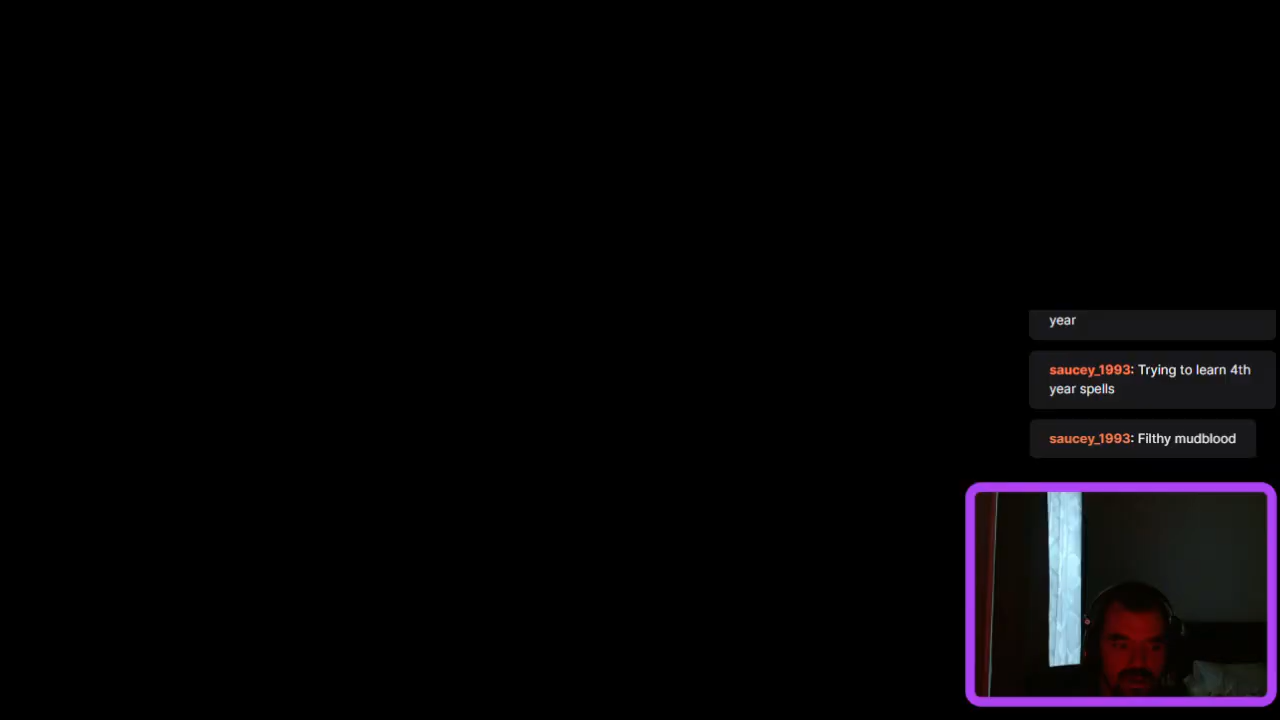 year
saucey_1993: Trying to learn 4th
year spells
saucey_1993: Filthy mudblood